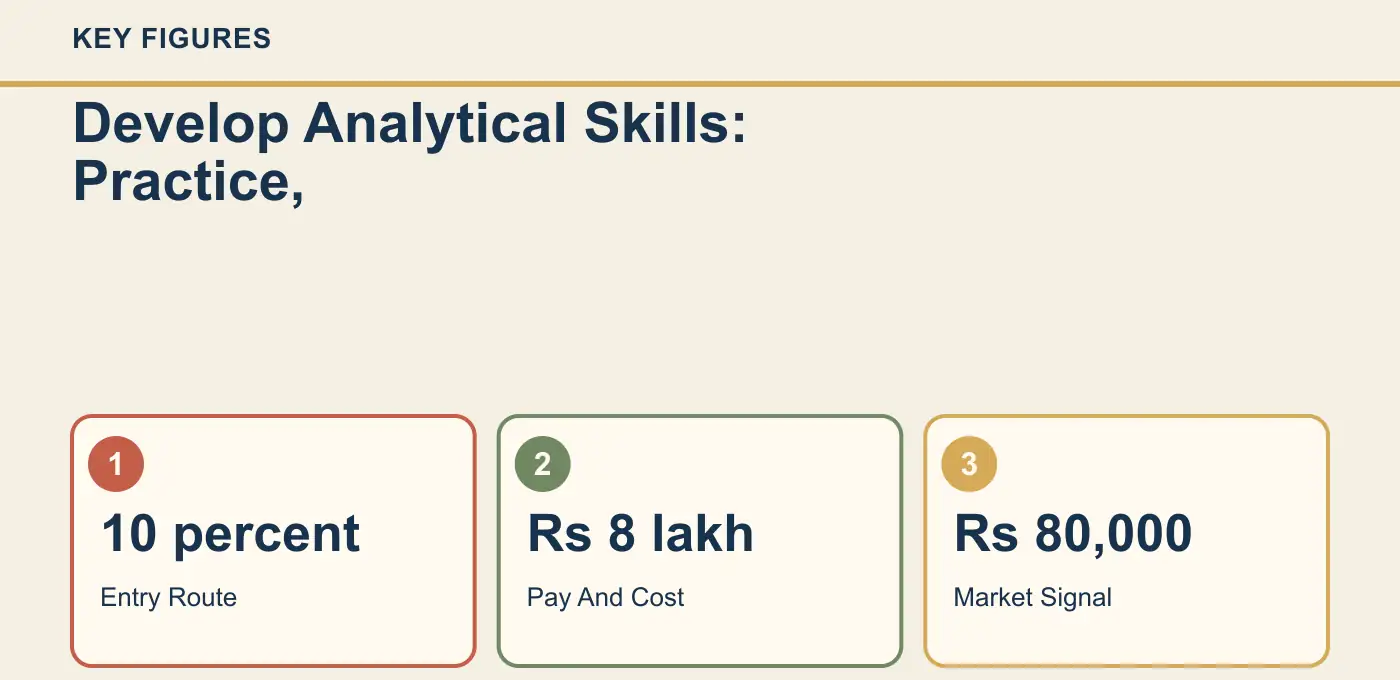 KEY FIGURES
Develop Analytical Skills:
Practice,
1
10 percent
Entry Route
2
Rs 8 lakh
Pay And Cost
3
Rs 80,000
Market Signal